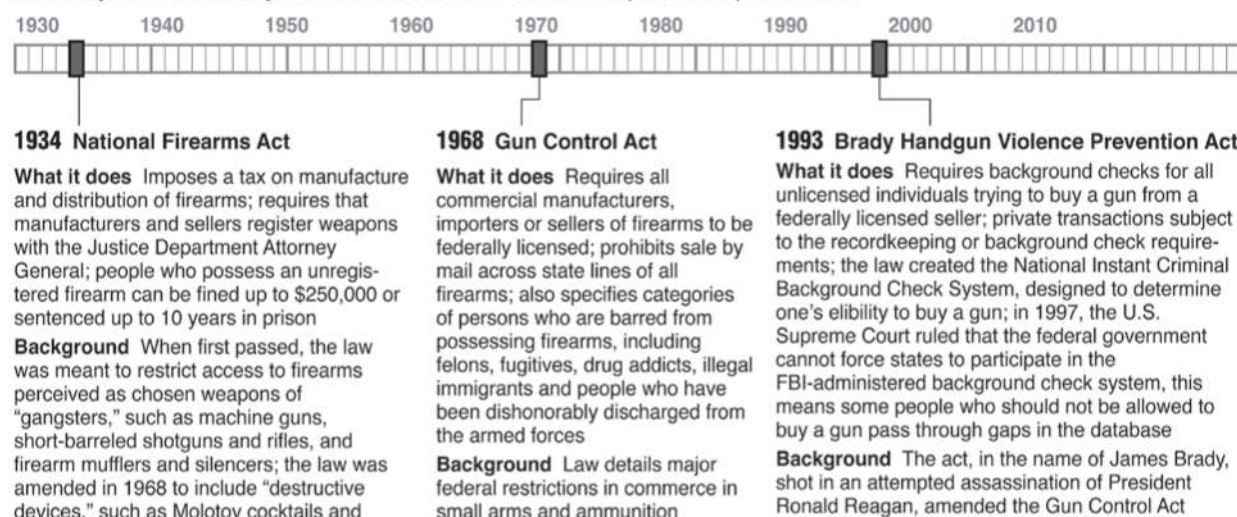 1930 1940 1950 1960 1970 1980 1990 2000 2010
1934 National Firearms Act
What it does Imposes a tax on manufacture
and distribution of firearms; requires that
manufacturers and sellers register weapons
with the Justice Department Attorney
General; people who possess an unregis-
tered firearm can be fined up to $250,000 or
sentenced up to 10 years in prison
Background When first passed, the law
was meant to restrict access to firearms
perceived as chosen weapons of
“gangsters,” such as machine guns,
short-barreled shotguns and rifles, and
firearm mufflers and silencers; the law was
amended in 1968 to include “destructive
devices,” such as Molotov cocktails and
1968 Gun Control Act
What it does Requires all
commercial manufacturers,
importers or sellers of firearms to be
federally licensed; prohibits sale by
mail across state lines of all
firearms; also specifies categories
of persons who are barred from
possessing firearms, including
felons, fugitives, drug addicts, illegal
immigrants and people who have
been dishonorably discharged from
the armed forces
Background Law details major
federal restrictions in commerce in
small arms and ammunition
1993 Brady Handgun Violence Prevention Act
What it does Requires background checks for all
unlicensed individuals trying to buy a gun from a
federally licensed seller; private transactions subject
to the recordkeeping or background check require-
ments; the law created the National Instant Criminal
Background Check System, designed to determine
one’s elibility to buy a gun; in 1997, the U.S.
Supreme Court ruled that the federal government
cannot force states to participate in the
FBI-administered background check system, this
means some people who should not be allowed to
buy a gun pass through gaps in the database
Background The act, in the name of James Brady,
shot in an attempted assassination of President
Ronald Reagan, amended the Gun Control Act